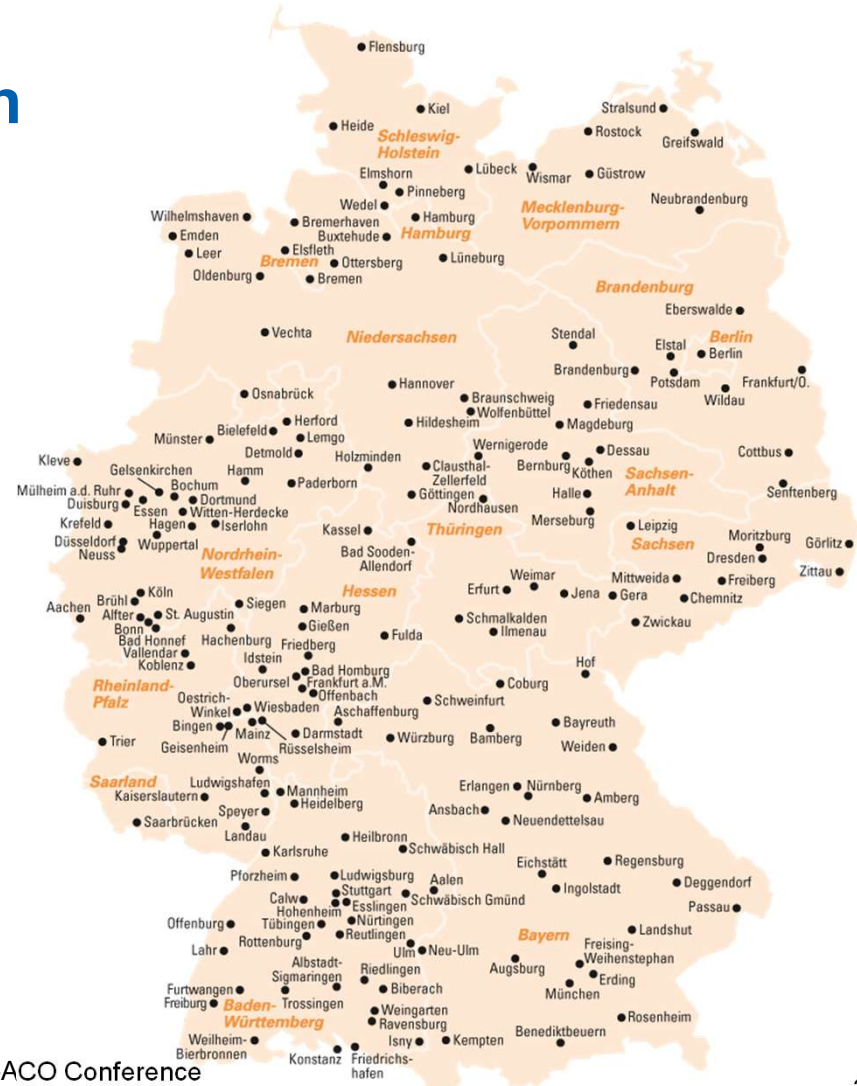 n
Flensburg
Kiel
Heide
Schleswig-
Holstein
Stralsund
Rostock
Greifswald
Elmshorn
Lübeck
Wismar
Güstrow
Pinneberg
Wedel
Neubrandenburg
Wilhelmshaven
Bremerhaven
Hamburg
Mecklenburg-
Vorpommern
Emden
Buxtehude
Hamburg
Leer
Elsfleth
Bremen
Ottersberg
Lüneburg
Oldenburg
Bremen
Brandenburg
Eberswalde
Vechta
Niedersachsen
Stendal
Berlin
Elstal
Berlin
Brandenburg
Potsdam
Frankfurt/O.
Wildau
Hannover
Osnabrück
Braunschweig
Wolfenbüttel
Friedensau
Herford
Hildesheim
Magdeburg
Bielefeld
Lemgo
Münster
Detmold
Holzminden
Wernigerode
Dessau
Cottbus
Kleve
Gelsenkirchen
Hamm
Clausthal-
Zellerfeld
Bernburg
Köthen
Sachsen-
Anhalt
Bochum
Paderborn
Senftenberg
Mülheim a.d. Ruhr
Dortmund
Göttingen
Nordhausen
Halle
Duisburg
Essen
Witten-Herdecke
Merseburg
Krefeld
Hagen
Iserlohn
Kassel
Thüringen
Leipzig
Düsseldorf
Neuss
Wuppertal
Bad Sooden-
Allendorf
Sachsen
Moritzburg
Görlitz
Dresden
Nordrhein-
Westfalen
Zittau
Weimar
Mittweida
Freiberg
Hessen
Erfurt
Jena
Gera
Chemnitz
Köln
Brühl
Aachen
Alfter
St. Augustin
Siegen
Marburg
Bonn
Gießen
Schmalkalden
Ilmenau
Zwickau
Bad Honnef
Hachenburg
Fulda
Vallendar
Friedberg
Koblenz
Idstein
Hof
Bad Homburg
Oberursel
Frankfurt a.M.
Offenbach
Coburg
Rheinland-
Pfalz
Oestrich-
Winkel
Wiesbaden
Aschaffenburg
Schweinfurt
Bingen
Mainz
Darmstadt
Bayreuth
Trier
Geisenheim
Rüsselsheim
Würzburg
Bamberg
Weiden
Worms
Saarland
Ludwigshafen
Kaiserslautern
Mannheim
Heidelberg
Erlangen
Nürnberg
Amberg
Speyer
Ansbach
Saarbrücken
Neuendettelsau
Landau
Heilbronn
Karlsruhe
Schwäbisch Hall
Eichstätt
Regensburg
Pforzheim
Ludwigsburg
Aalen
Deggendorf
Stuttgart
Ingolstadt
Calw
Esslingen
Schwäbisch Gmünd
Passau
Hohenheim
Offenburg
Tübingen
Nürtingen
Reutlingen
Landshut
Rottenburg
Bayern
Lahr
Ulm
Neu-Ulm
Freising-
Weihenstephan
Albstadt-
Sigmaringen
Riedlingen
Augsburg
Erding
Furtwangen
Biberach
München
Freiburg
Trossingen
Baden-
Württemberg
Weingarten
Ravensburg
Rosenheim
Weilheim-
Bierbronnen
Isny
Kempten
Benediktbeuern
Konstanz
Friedrichs-
hafen
ACO Conference